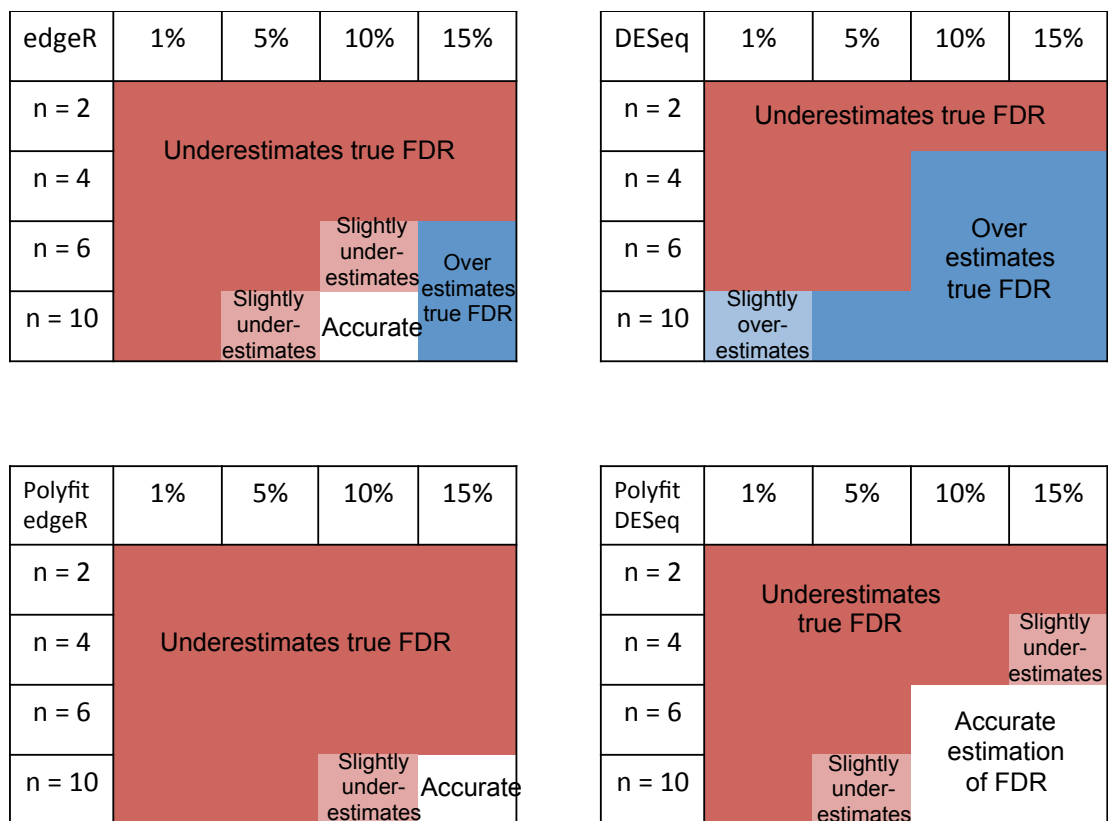 edgeR 1% 5% 10% 15%
n = 2
Underestimates true FDR
n = 4
n = 6
Slightly
under-
estimates
Over
estimates
true FDR
n = 10
Slightly
under-
estimates
Accurate
DESeq 1% 5% 10% 15%
n = 2
Underestimates true FDR
n = 4
n = 6
Over
estimates
true FDR
n = 10
Slightly
over-
estimates
Polyfit
edgeR
1% 5% 10% 15%
n = 2
n = 4
Underestimates true FDR
n = 6
n = 10
Slightly
under-
estimates
Accurate
Polyfit
DESeq
1% 5% 10% 15%
n = 2
Underestimates
true FDR
n = 4
Slightly
under-
estimates
n = 6
Accurate
estimation
of FDR
n = 10
Slightly
under-
estimates